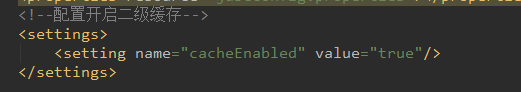 <!--配置开启二级缓存-->
<settings>
<setting name="cacheEnabled" value="true"/>
</settings>